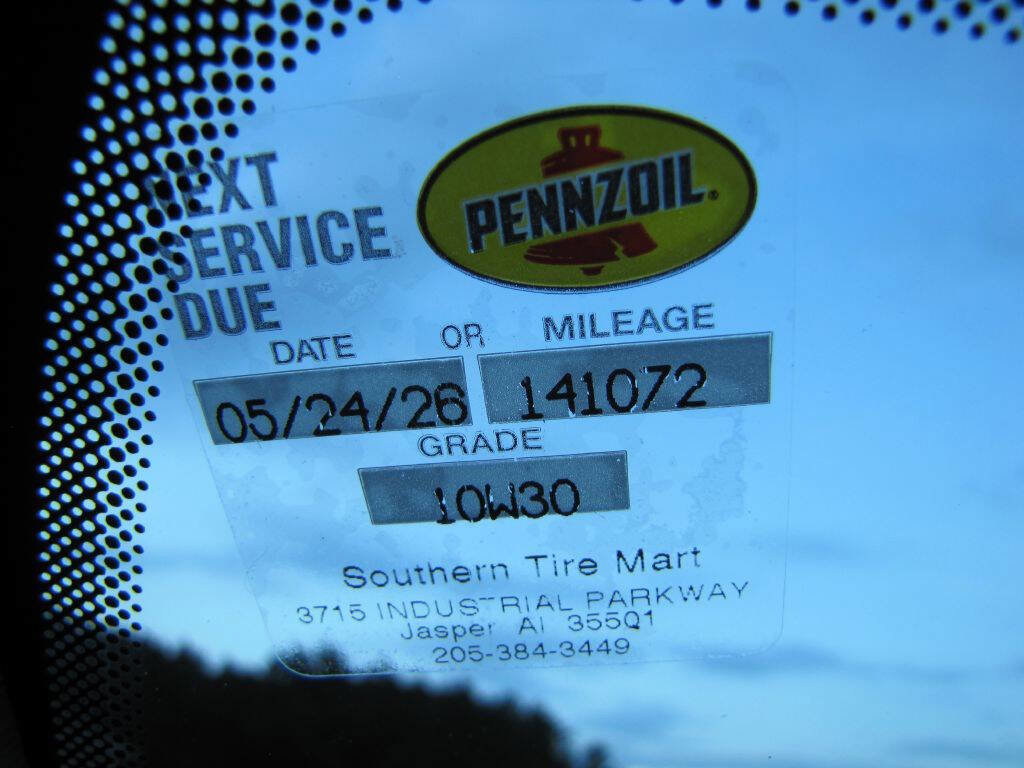 NEXT
SERVICE
DUE
PENNZOIL®
DATE OR MILEAGE
05/24/26 141072
GRADE
10W30
Southern Tire Mart
3715 INDUSTRIAL PARKWAY
Jasper Al 35501
205-384-3449